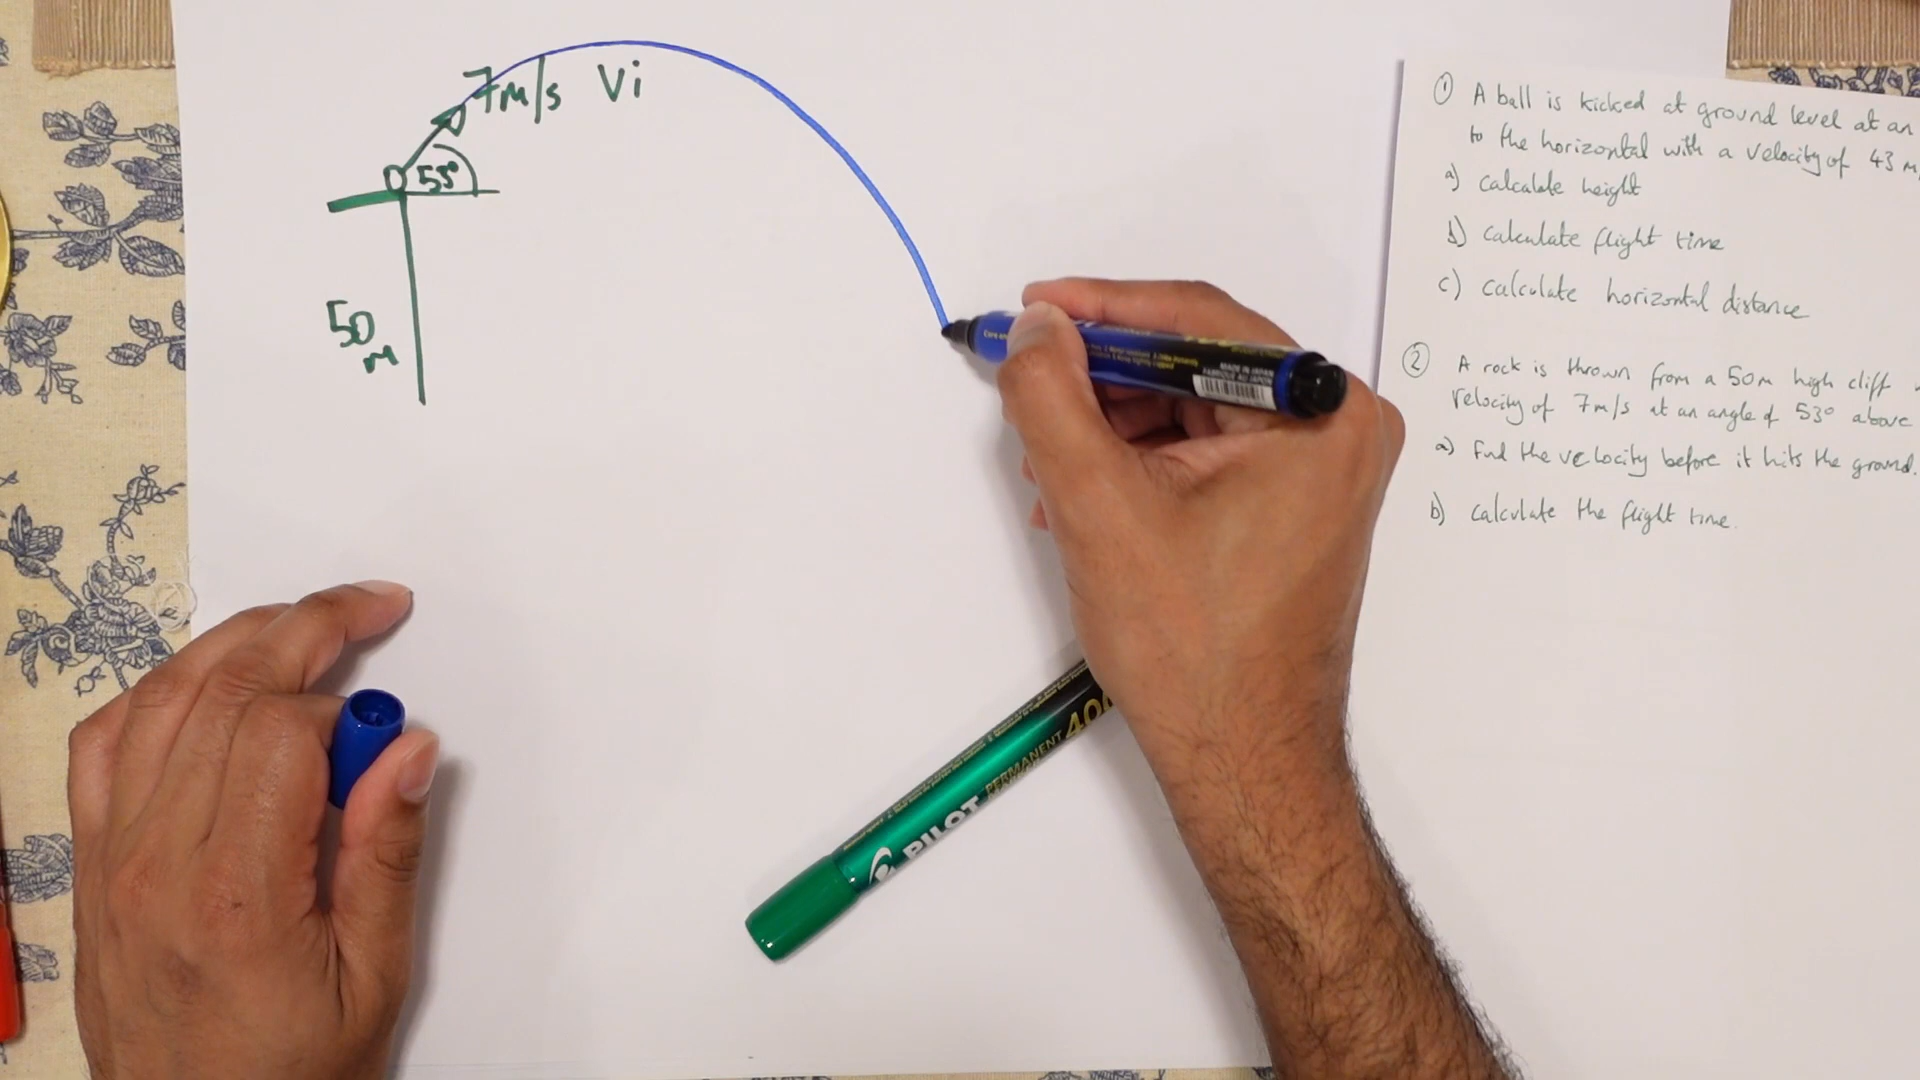 7m/s Vi
55°
50
m
① A ball is kicked at ground level at an
to the horizontal with a velocity of 43 m
a) calculate height
b) calculate flight time
c) calculate horizontal distance
② A rock is thrown from a 50m high cliff
velocity of 7m/s at an angle of 53° above
a) Find the velocity before it hits the ground.
b) calculate the flight time.
MADE IN JAPAN
PILOT PERMANENT 400